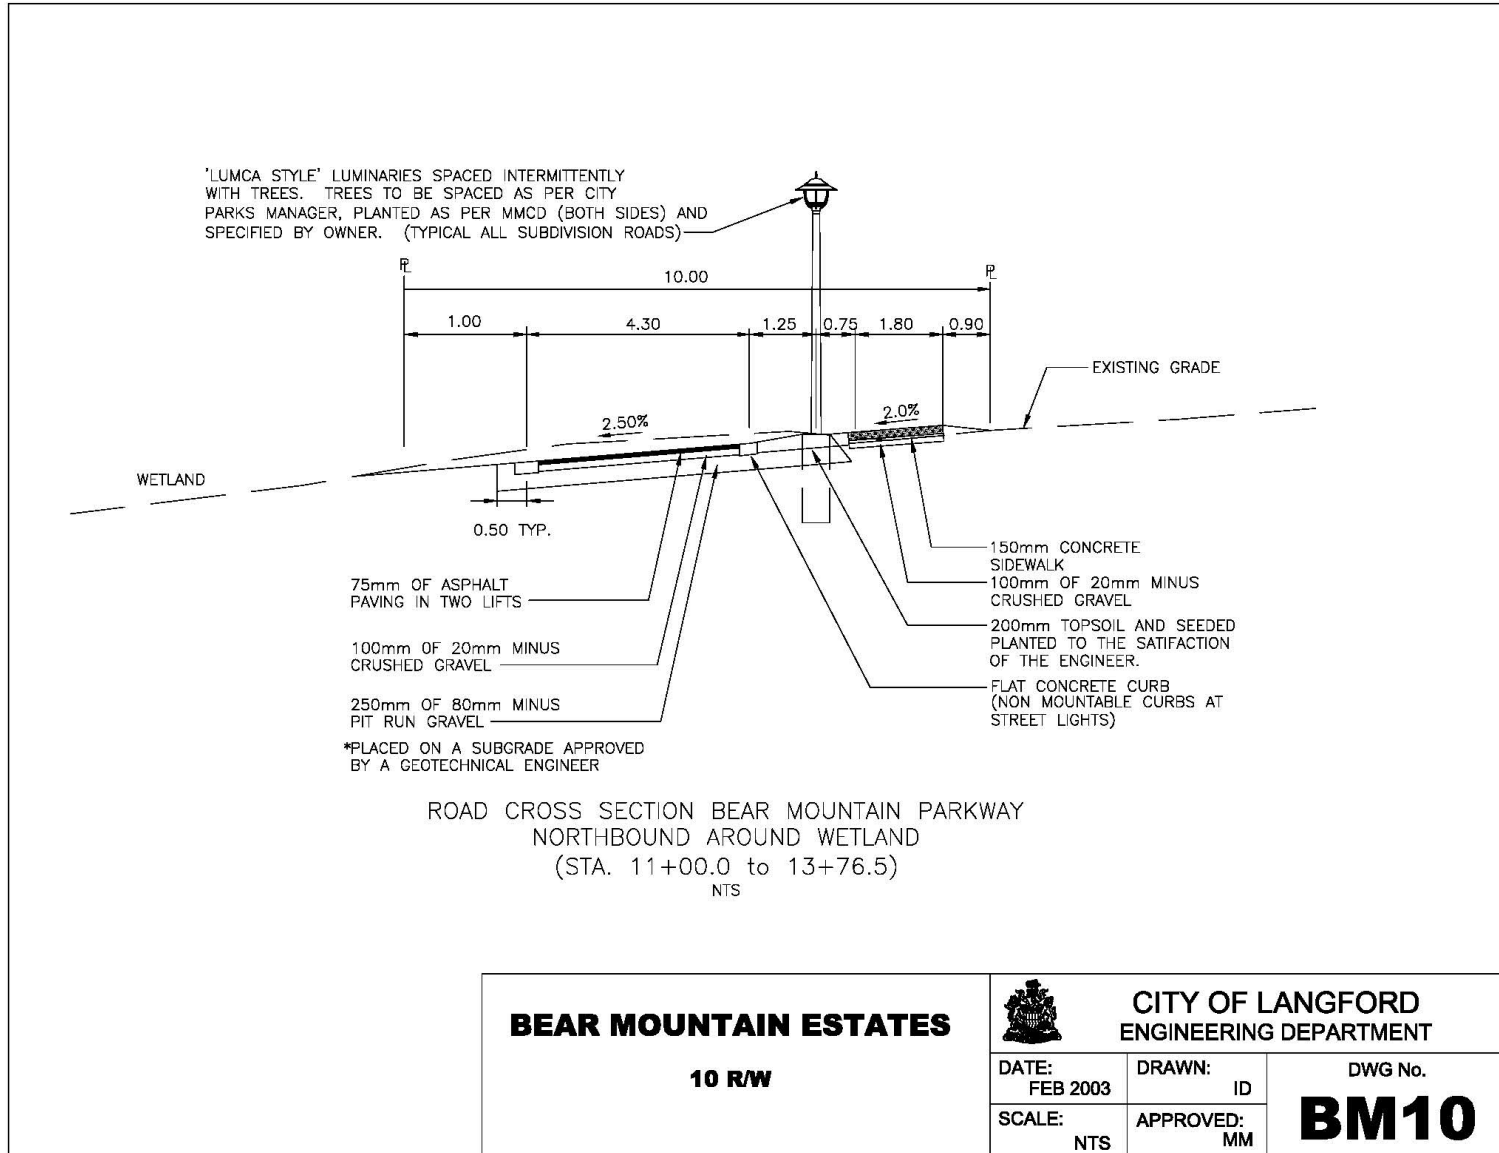 'LUMCA STYLE' LUMINARIES SPACED INTERMITTENTLY
WITH TREES. TREES TO BE SPACED AS PER CITY
PARKS MANAGER, PLANTED AS PER MMCD (BOTH SIDES) AND
SPECIFIED BY OWNER. (TYPICAL ALL SUBDIVISION ROADS)
PL
PL
10.00
1.00
4.30
1.25
0.75
1.80
0.90
EXISTING GRADE
2.50%
2.0%
WETLAND
0.50 TYP.
75mm OF ASPHALT
PAVING IN TWO LIFTS
100mm OF 20mm MINUS
CRUSHED GRAVEL
250mm OF 80mm MINUS
PIT RUN GRAVEL
*PLACED ON A SUBGRADE APPROVED
BY A GEOTECHNICAL ENGINEER
150mm CONCRETE
SIDEWALK
100mm OF 20mm MINUS
CRUSHED GRAVEL
200mm TOPSOIL AND SEEDED
PLANTED TO THE SATIFACTION
OF THE ENGINEER.
FLAT CONCRETE CURB
(NON MOUNTABLE CURBS AT
STREET LIGHTS)
ROAD CROSS SECTION BEAR MOUNTAIN PARKWAY
NORTHBOUND AROUND WETLAND
(STA. 11+00.0 to 13+76.5)
NTS
BEAR MOUNTAIN ESTATES
10 R/W
CITY OF LANGFORD
ENGINEERING DEPARTMENT
DATE:
FEB 2003
DRAWN:
ID
DWG No.
BM10
SCALE:
NTS
APPROVED:
MM